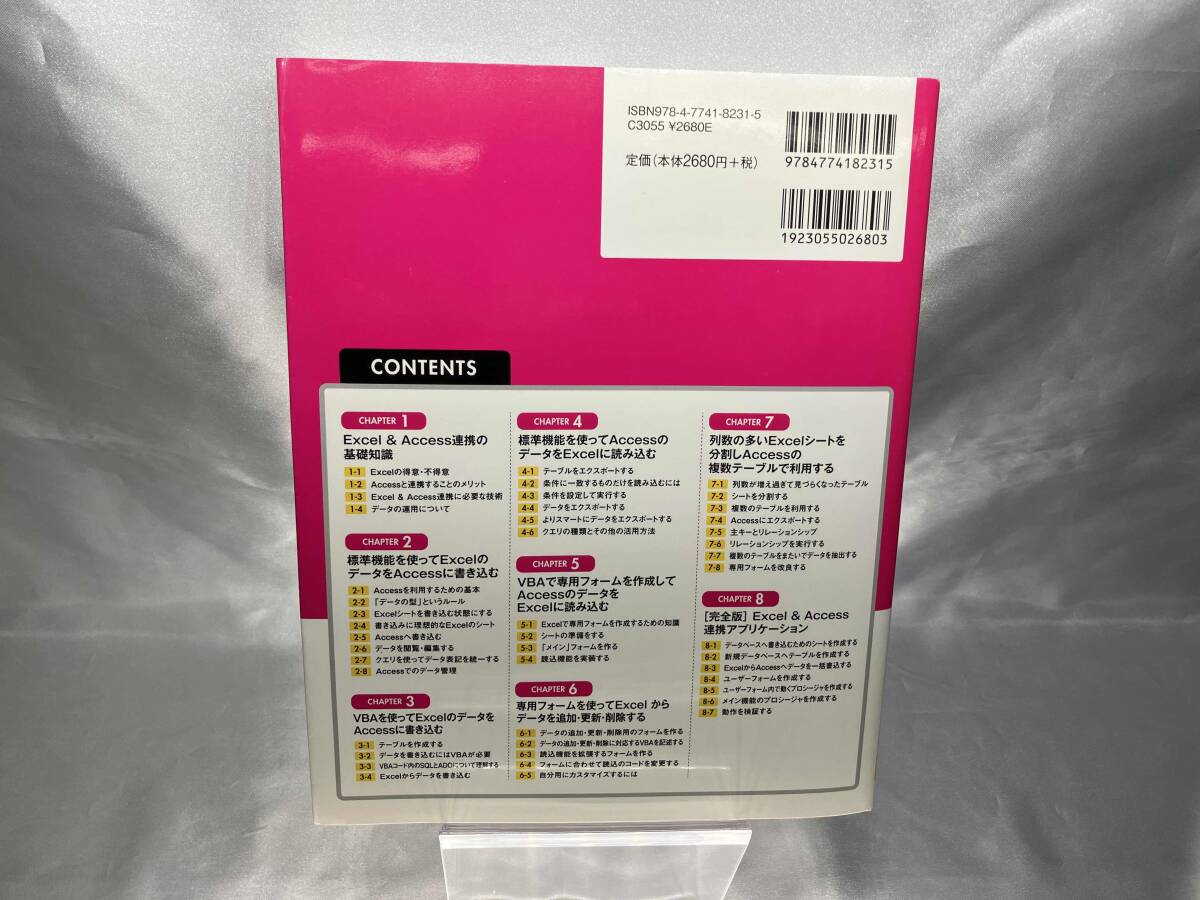 ISBN978-4-7741-8231-5
C3055 ¥2680E
定価(本体2680円+税)
9784774182315
1923055026803
CONTENTS
CHAPTER 1
Excel & Access連携の
基礎知識
1-1 Excelの得意・不得意
1-2 Accessと連携することのメリット
1-3 Excel & Access連携に必要な技術
1-4 データの運用について
CHAPTER 2
標準機能を使ってExcelの
データをAccessに書き込む
2-1 Accessを利用するための基本
2-2 「データの型」というルール
2-3 Excelシートを書き込む状態にする
2-4 書き込みに理想的なExcelのシート
2-5 Accessへ書き込む
2-6 データを閲覧・編集する
2-7 クエリを使ってデータ表記を統一する
2-8 Accessでのデータ管理
CHAPTER 3
VBAを使ってExcelのデータを
Accessに書き込む
3-1 テーブルを作成する
3-2 データを書き込むにはVBAが必要
3-3 VBAコード内のSQLとADOについて理解する
3-4 Excelからデータを書き込む
CHAPTER 4
標準機能を使ってAccessの
データをExcelに読み込む
4-1 テーブルをエクスポートする
4-2 条件に一致するものだけを読み込むには
4-3 条件を設定して実行する
4-4 データをエクスポートする
4-5 よりスマートにデータをエクスポートする
4-6 クエリの種類とその他の活用方法
CHAPTER 5
VBAで専用フォームを作成して
Accessのデータを
Excelに読み込む
5-1 Excelで専用フォームを作成するための知識
5-2 シートの準備をする
5-3 「メイン」フォームを作る
5-4 読込機能を実装する
CHAPTER 6
専用フォームを使ってExcel から
データを追加・更新・削除する
6-1 データの追加・更新・削除用のフォームを作る
6-2 データの追加・更新・削除に対応するVBAを記述する
6-3 読込機能を拡張するフォームを作る
6-4 フォームに合わせて読込のコードを変更する
6-5 自分用にカスタマイズするには
CHAPTER 7
列数の多いExcelシートを
分割しAccessの
複数テーブルで利用する
7-1 列数が増え過ぎて見づらくなったテーブル
7-2 シートを分割する
7-3 複数のテーブルを利用する
7-4 Accessにエクスポートする
7-5 主キーとリレーションシップ
7-6 リレーションシップを実行する
7-7 複数のテーブルをまたいでデータを抽出する
7-8 専用フォームを改良する
CHAPTER 8
[完全版] Excel & Access
連携アプリケーション
8-1 データベースへ書き込むためのシートを作成する
8-2 新規データベースへテーブルを作成する
8-3 ExcelからAccessへデータを一括書込する
8-4 ユーザーフォームを作成する
8-5 ユーザーフォーム内で動くプロシージャを作成する
8-6 メイン機能のプロシージャを作成する
8-7 動作を検証する